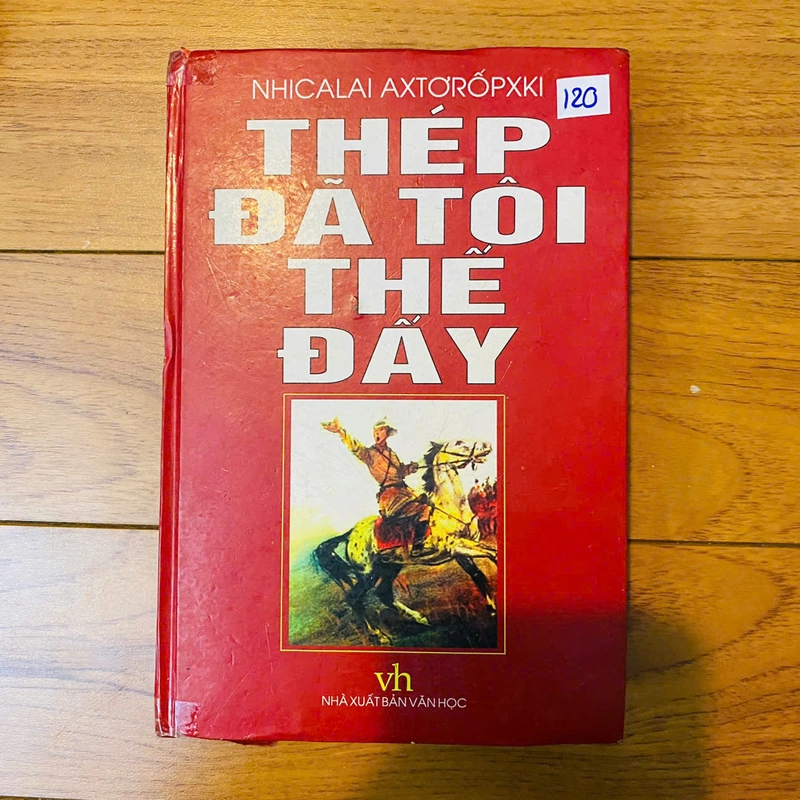 NHICALAI AXTƠRỐPXKI
120
THÉP
ĐÃ TÔI
THẾ
ĐẤY
vh
NHÀ XUẤT BẢN VĂN HỌC